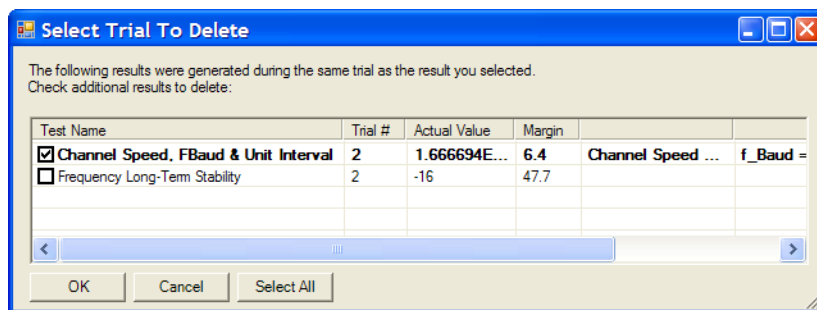 Select Trial To Delete
The following results were generated during the same trial as the result you selected.
Check additional results to delete:
Test Name Trial # Actual Value Margin
Channel Speed, FBaud & Unit Interval 2 1.666694E... 6.4 Channel Speed ... f_Baud =
Frequency Long-Term Stability 2 -16 47.7
OK Cancel Select All